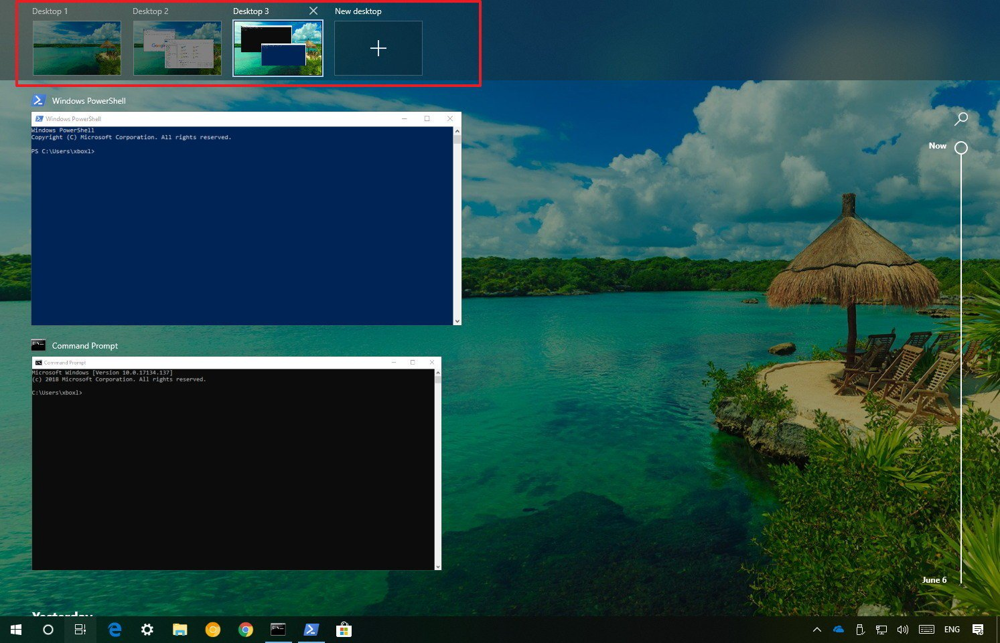 Desktop 1
Desktop 2
Desktop 3
New desktop
Google
Windows PowerShell
Windows PowerShell
Windows PowerShell
Copyright (C) Microsoft Corporation. All rights reserved.
PS C:\Users\xboxl>
Now
Command Prompt
Command Prompt
Microsoft Windows [Version 10.0.17134.137]
(c) 2018 Microsoft Corporation. All rights reserved.
C:\Users\xboxl>
June 6
Yesterday
ENG